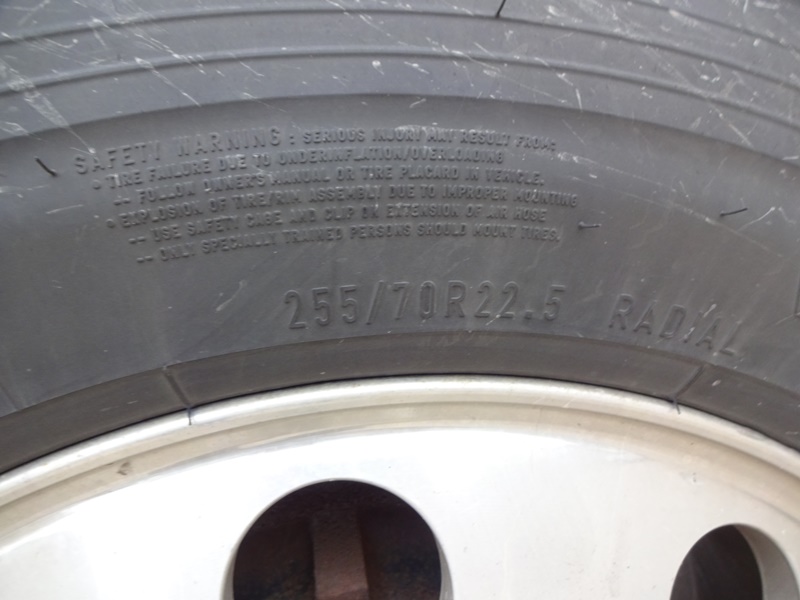 SAFETY WARNING: SERIOUS INJURY MAY RESULT FROM:
• TIRE FAILURE DUE TO UNDERINFLATION/OVERLOADING
-- FOLLOW OWNER'S MANUAL OR TIRE PLACARD IN VEHICLE.
• EXPLOSION OF TIRE/RIM ASSEMBLY DUE TO IMPROPER MOUNTING
-- USE SAFETY CAGE AND CLIP ON EXTENSION OF AIR HOSE
-- ONLY SPECIALLY TRAINED PERSONS SHOULD MOUNT TIRES.
255/70R22.5 RADIAL